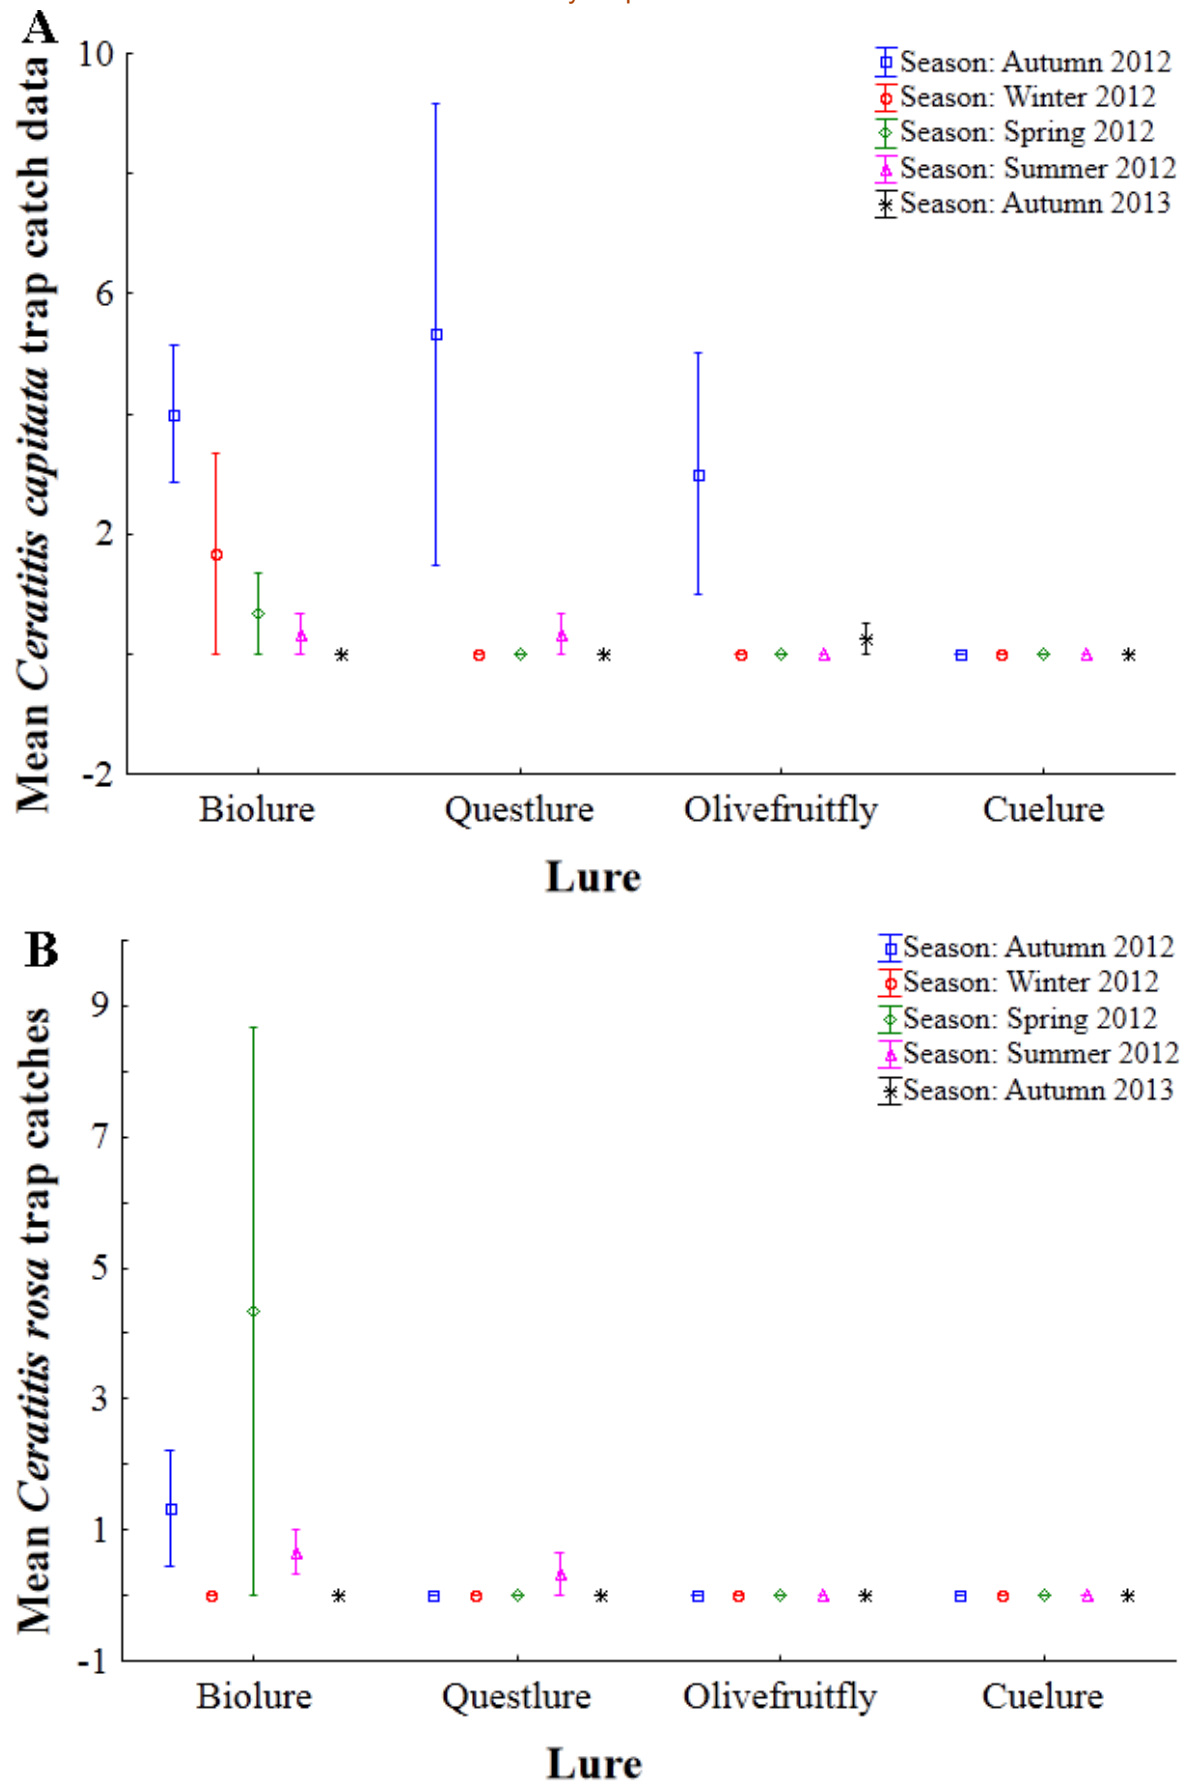 A
Mean Ceratitis capitata trap catch data
10
6
2
-2
Season: Autumn 2012
Season: Winter 2012
Season: Spring 2012
Season: Summer 2012
Season: Autumn 2013
Biolure Questlure Olivefruitfly Cuelure
Lure
B
Mean Ceratitis rosa trap catches
9
7
5
3
1
-1
Season: Autumn 2012
Season: Winter 2012
Season: Spring 2012
Season: Summer 2012
Season: Autumn 2013
Biolure Questlure Olivefruitfly Cuelure
Lure